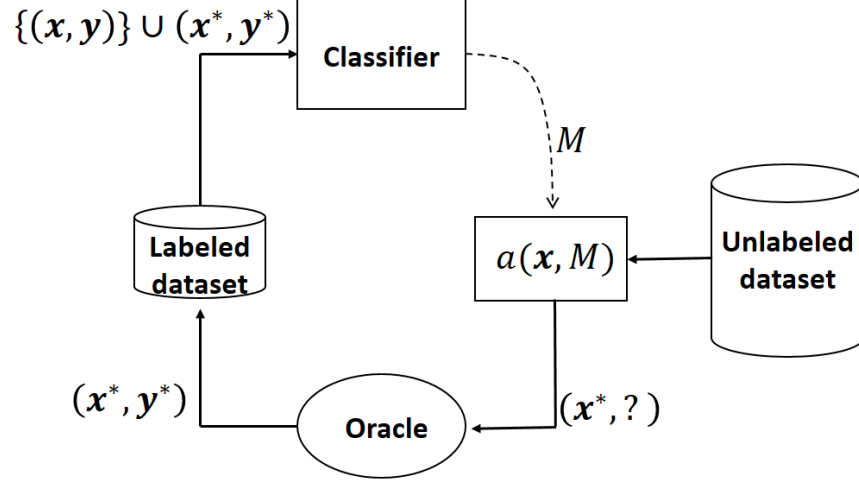 {(x, y)} ∪ (x*, y*)
Classifier
M
Labeled
dataset
a(x, M)
Unlabeled
dataset
(x*, y*)
Oracle
(x*, ? )